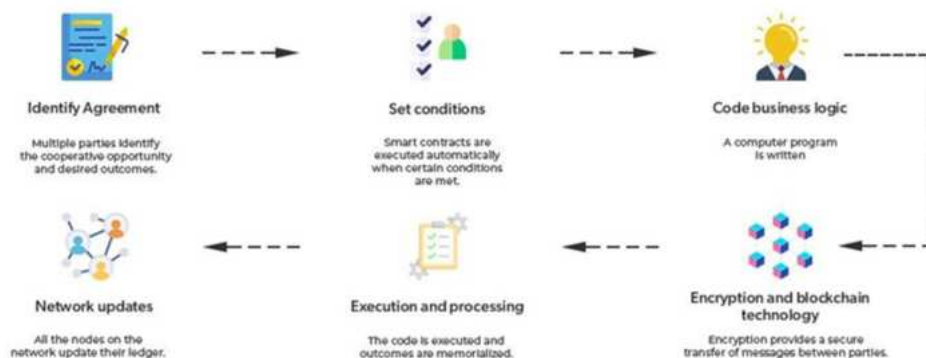 Identify Agreement
Multiple parties identify
the cooperative opportunity
and desired outcomes.
Set conditions
Smart contracts are
executed automatically
when certain conditions
are met.
Code business logic
A computer program
is written
Encryption and blockchain
technology
Encryption provides a secure
transfer of messages between parties.
Execution and processing
The code is executed and
outcomes are memorialized.
Network updates
All the nodes on the
network update their ledger.